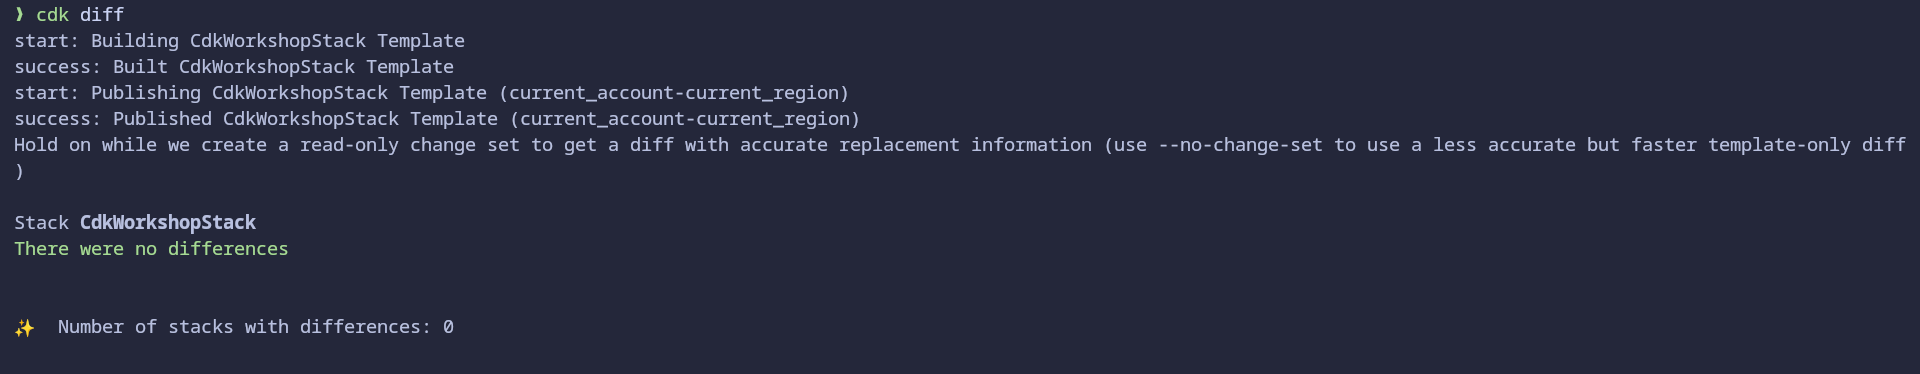 ❱ cdk diff
start: Building CdkWorkshopStack Template
success: Built CdkWorkshopStack Template
start: Publishing CdkWorkshopStack Template (current_account-current_region)
success: Published CdkWorkshopStack Template (current_account-current_region)
Hold on while we create a read-only change set to get a diff with accurate replacement information (use --no-change-set to use a less accurate but faster template-only diff
)
Stack CdkWorkshopStack
There were no differences
✨  Number of stacks with differences: 0